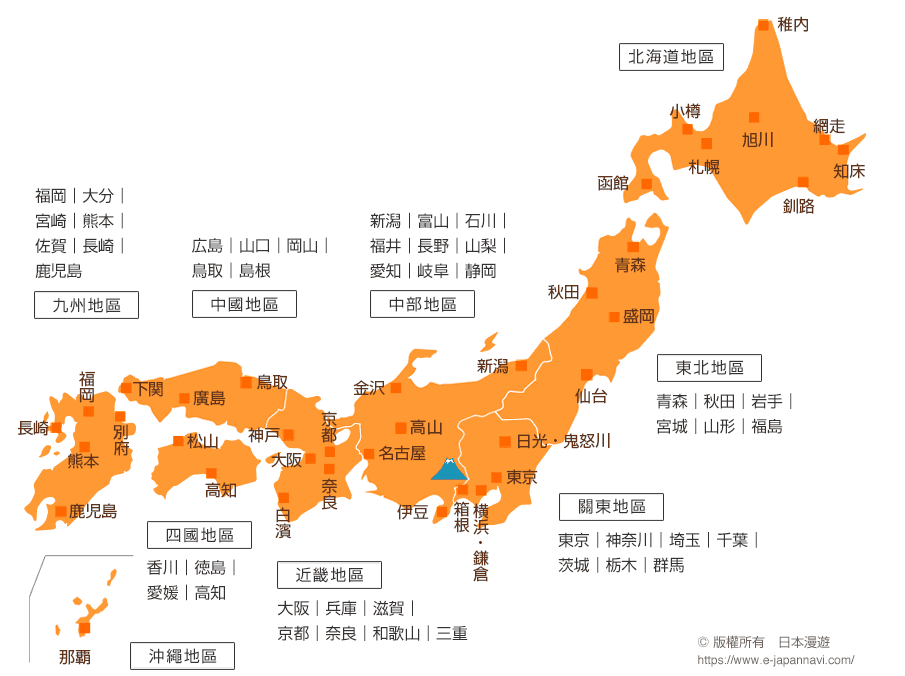 稚内
北海道地區
小樽
網走
旭川
札幌
知床
函館
釧路
福岡｜大分｜
宮崎｜熊本｜
佐賀｜長崎｜
鹿児島
九州地區
広島｜山口｜岡山｜
鳥取｜島根
中國地區
新潟｜富山｜石川｜
福井｜長野｜山梨｜
愛知｜岐阜｜静岡
中部地區
青森
秋田
盛岡
仙台
東北地區
青森｜秋田｜岩手｜
宮城｜山形｜福島
新潟
金沢
高山
名古屋
伊豆
日光・鬼怒川
東京
箱根
横浜・鎌倉
福岡
下関
廣島
鳥取
長崎
別府
熊本
鹿児島
松山
高知
神戸
京都
大阪
奈良
白濱
關東地區
東京｜神奈川｜埼玉｜千葉｜
茨城｜栃木｜群馬
四國地區
香川｜徳島｜
愛媛｜高知
近畿地區
大阪｜兵庫｜滋賀｜
京都｜奈良｜和歌山｜三重
那覇
沖繩地區
© 版權所有　日本漫遊
https://www.e-japannavi.com/